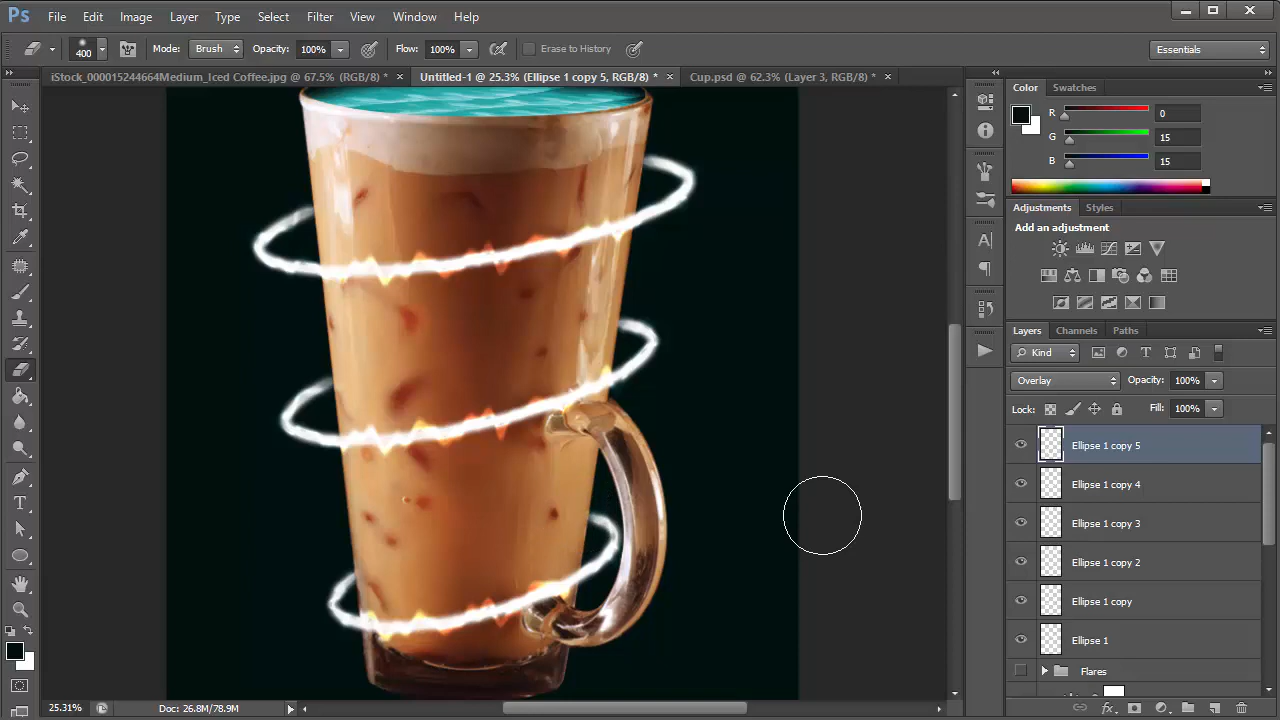 Ps File Edit Image Layer Type Select Filter View Window Help
400 Mode: Brush Opacity: 100% Flow: 100% Erase to History Essentials
iStock_000015244664Medium_Iced Coffee.jpg @ 67.5% (RGB/8) * × Untitled-1 @ 25.3% (Ellipse 1 copy 5, RGB/8) * × Cup.psd @ 62.3% (Layer 3, RGB/8) * ×
Color Swatches
R 0
G 15
B 15
Adjustments Styles
Add an adjustment
Layers Channels Paths
Kind
Overlay Opacity: 100%
Lock: Fill: 100%
Ellipse 1 copy 5
Ellipse 1 copy 4
Ellipse 1 copy 3
Ellipse 1 copy 2
Ellipse 1 copy
Ellipse 1
Flares
25.31% Doc: 26.8M/78.9M